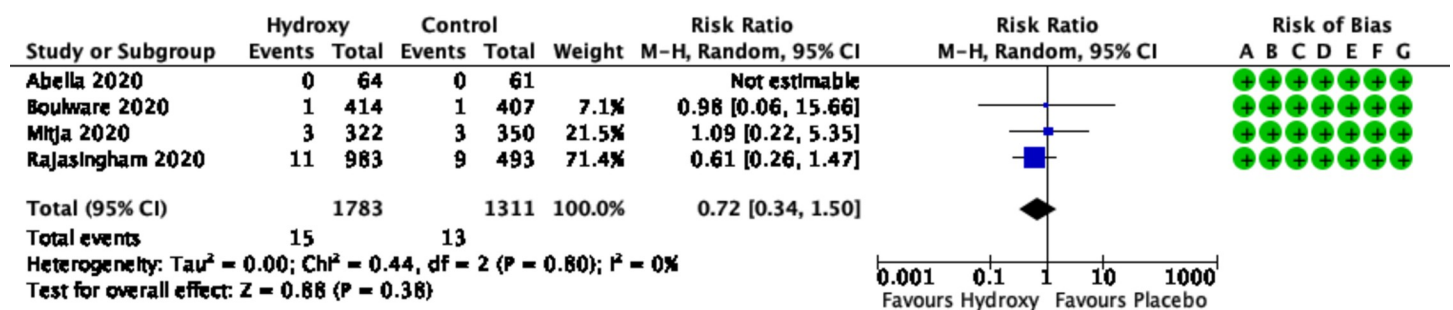 Hydroxy Control Risk Ratio Risk Ratio Risk of Bias
Study or Subgroup Events Total Events Total Weight M-H, Random, 95% CI M-H, Random, 95% CI A B C D E F G
Abella 2020 0 64 0 61 Not estimable + + + + + + +
Boulware 2020 1 414 1 407 7.1% 0.98 [0.06, 15.66] + + + + + + +
Mitja 2020 3 322 3 350 21.5% 1.09 [0.22, 5.35] + + + + + + +
Rajasingham 2020 11 983 9 493 71.4% 0.61 [0.26, 1.47] + + + + + + +
Total (95% CI) 1783 1311 100.0% 0.72 [0.34, 1.50]
Total events 15 13
Heterogeneity: Tau² = 0.00; Chi² = 0.44, df = 2 (P = 0.80); I² = 0%
Test for overall effect: Z = 0.88 (P = 0.38)
0.001 0.1 1 10 1000
Favours Hydroxy Favours Placebo